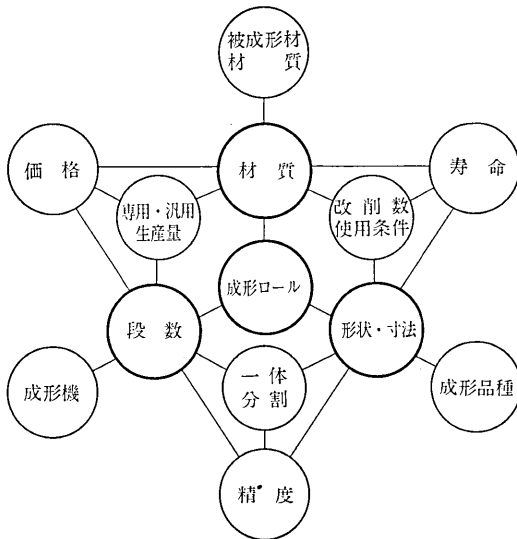 被成形材
材質
価格
材質
寿命
専用・汎用
生産量
改削数
使用条件
成形ロール
段数
形状・寸法
一体
分割
成形機
成形品種
精度